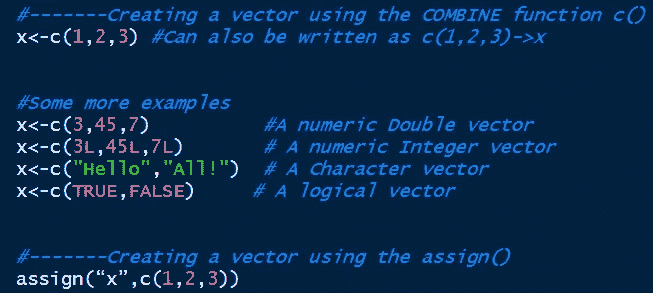 #-------Creating a vector using the COMBINE function c()
x<-c(1,2,3) #Can also be written as c(1,2,3)->x
#Some more examples
x<-c(3,45,7) #A numeric Double vector
x<-c(3L,45L,7L) # A numeric Integer vector
x<-c("Hello","All!") # A Character vector
x<-c(TRUE,FALSE) # A logical vector
#-------Creating a vector using the assign()
assign(“x”,c(1,2,3))